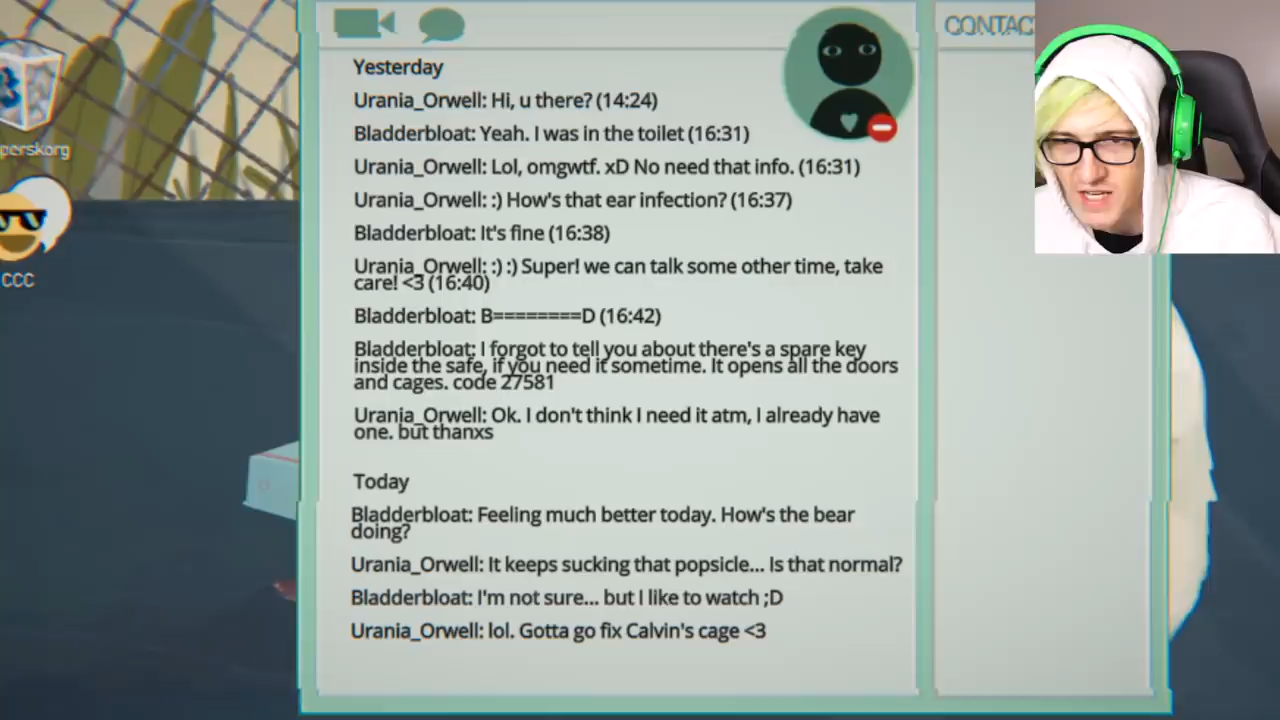 CONTAC
Yesterday
Urania_Orwell: Hi, u there? (14:24)
Bladderbloat: Yeah. I was in the toilet (16:31)
Urania_Orwell: Lol, omgwtf. xD No need that info. (16:31)
Urania_Orwell: :) How's that ear infection? (16:37)
Bladderbloat: It's fine (16:38)
Urania_Orwell: :) :) Super! we can talk some other time, take
care! <3 (16:40)
Bladderbloat: B========D (16:42)
Bladderbloat: I forgot to tell you about there's a spare key
inside the safe, if you need it sometime. It opens all the doors
and cages. code 27581
Urania_Orwell: Ok. I don't think I need it atm, I already have
one. but thanxs
Today
Bladderbloat: Feeling much better today. How's the bear
doing?
Urania_Orwell: It keeps sucking that popsicle... Is that normal?
Bladderbloat: I'm not sure... but I like to watch ;D
Urania_Orwell: lol. Gotta go fix Calvin's cage <3
perskorg
CCC